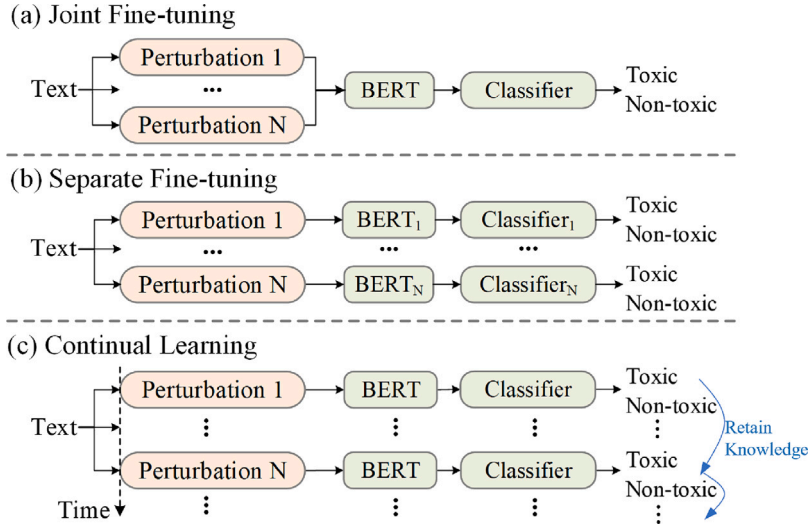 (a) Joint Fine-tuning
Text
Perturbation 1
...
Perturbation N
BERT
Classifier
Toxic
Non-toxic
(b) Separate Fine-tuning
Text
Perturbation 1
BERT1
Classifier1
Toxic
Non-toxic
...
...
...
Perturbation N
BERTN
ClassifierN
Toxic
Non-toxic
(c) Continual Learning
Text
Perturbation 1
BERT
Classifier
Toxic
Non-toxic
Retain
Knowledge
Perturbation N
BERT
Classifier
Toxic
Non-toxic
Time